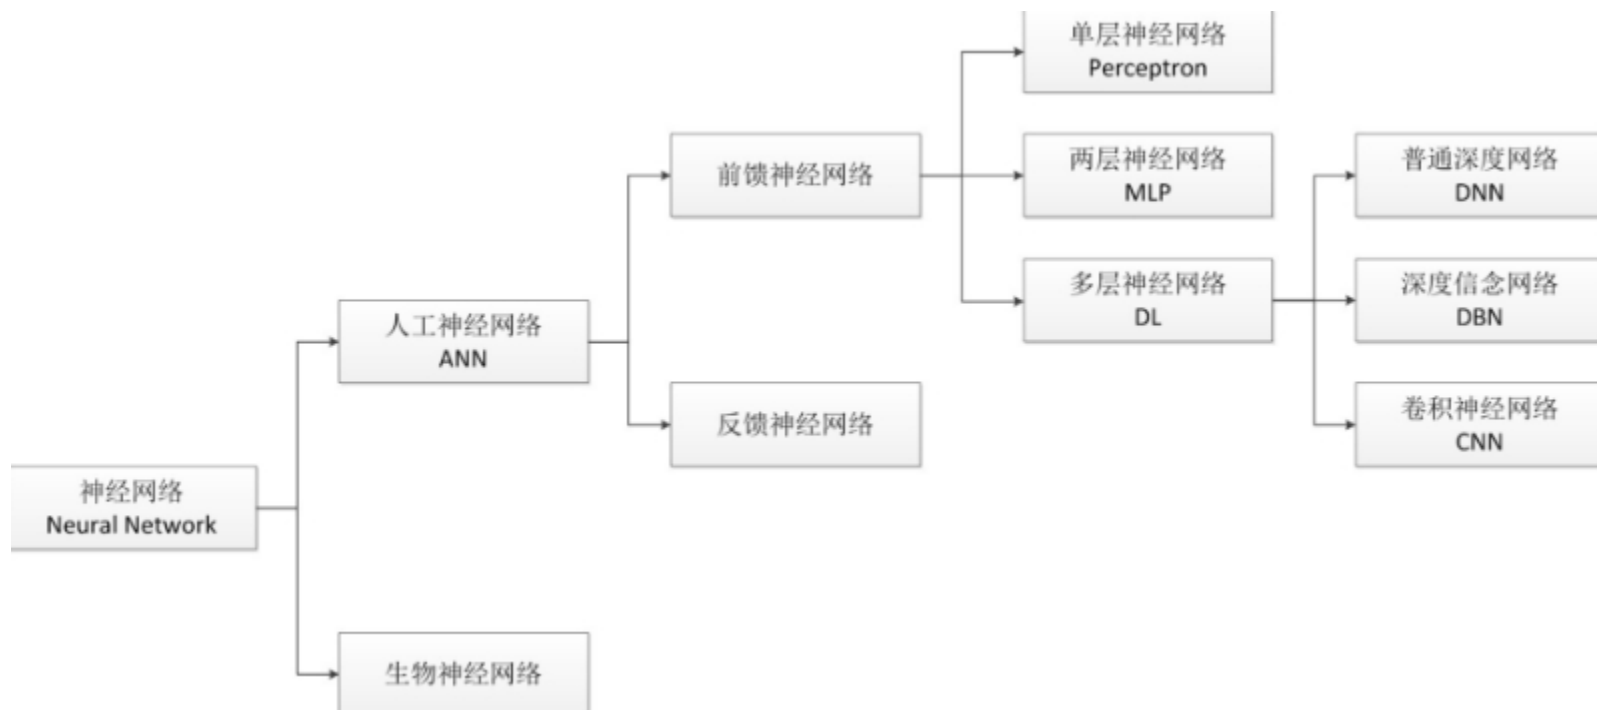 单层神经网络
Perceptron
前馈神经网络
两层神经网络
MLP
普通深度网络
DNN
多层神经网络
DL
深度信念网络
DBN
人工神经网络
ANN
反馈神经网络
卷积神经网络
CNN
神经网络
Neural Network
生物神经网络